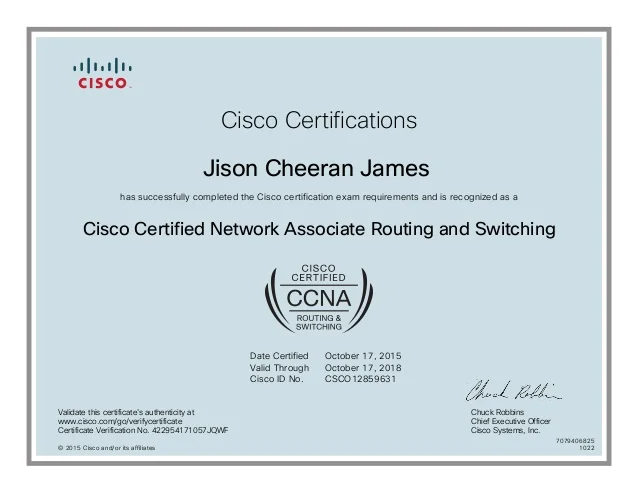 CISCO
Cisco Certifications
Jison Cheeran James
has successfully completed the Cisco certification exam requirements and is recognized as a
Cisco Certified Network Associate Routing and Switching
CISCO
CERTIFIED
CCNA
ROUTING &
SWITCHING
Date Certified October 17, 2015
Valid Through October 17, 2018
Cisco ID No. CSCO12859631
Chuck Robbins
Validate this certificate's authenticity at
www.cisco.com/go/verifycertificate
Certificate Verification No. 422954171057JQWF
© 2015 Cisco and/or its affiliates
Chuck Robbins
Chief Executive Officer
Cisco Systems, Inc.
7079406825
1022